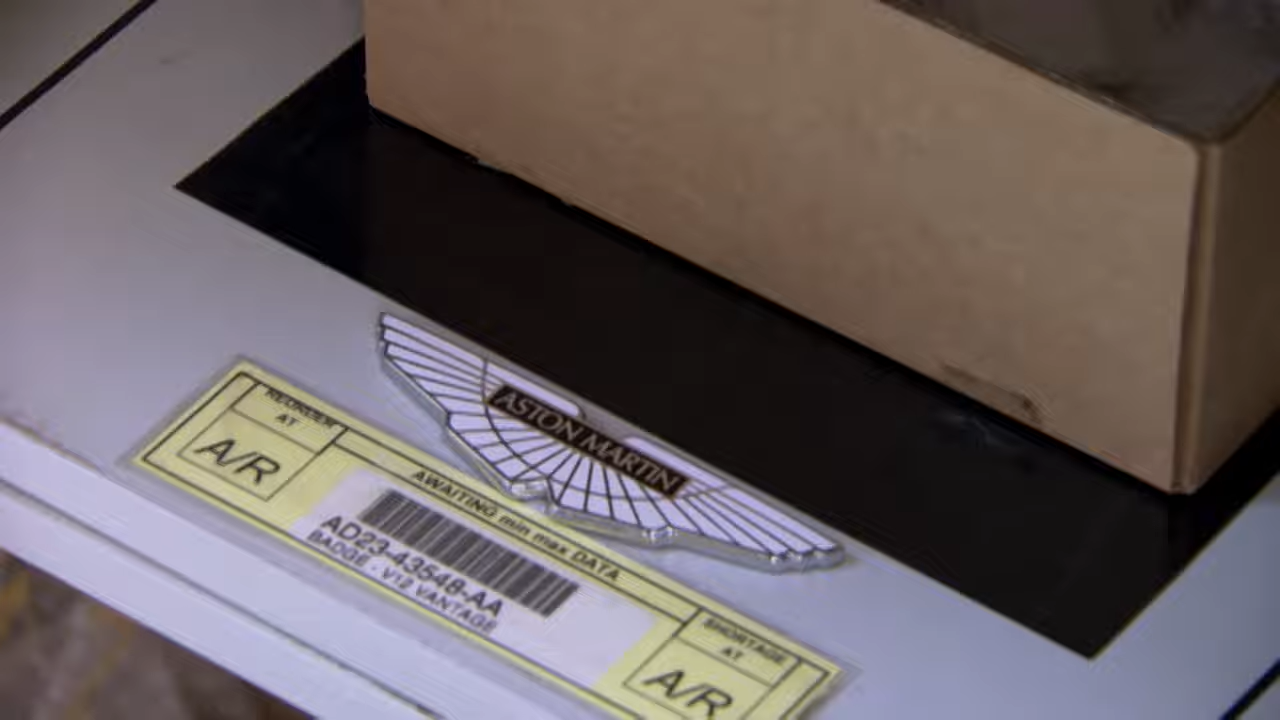 ASTON MARTIN
REORDER
AT
A/R
AWAITING min max DATA
AD23-43548-AA
BADGE - V12 VANTAGE
SHORTAGE
AT
A/R